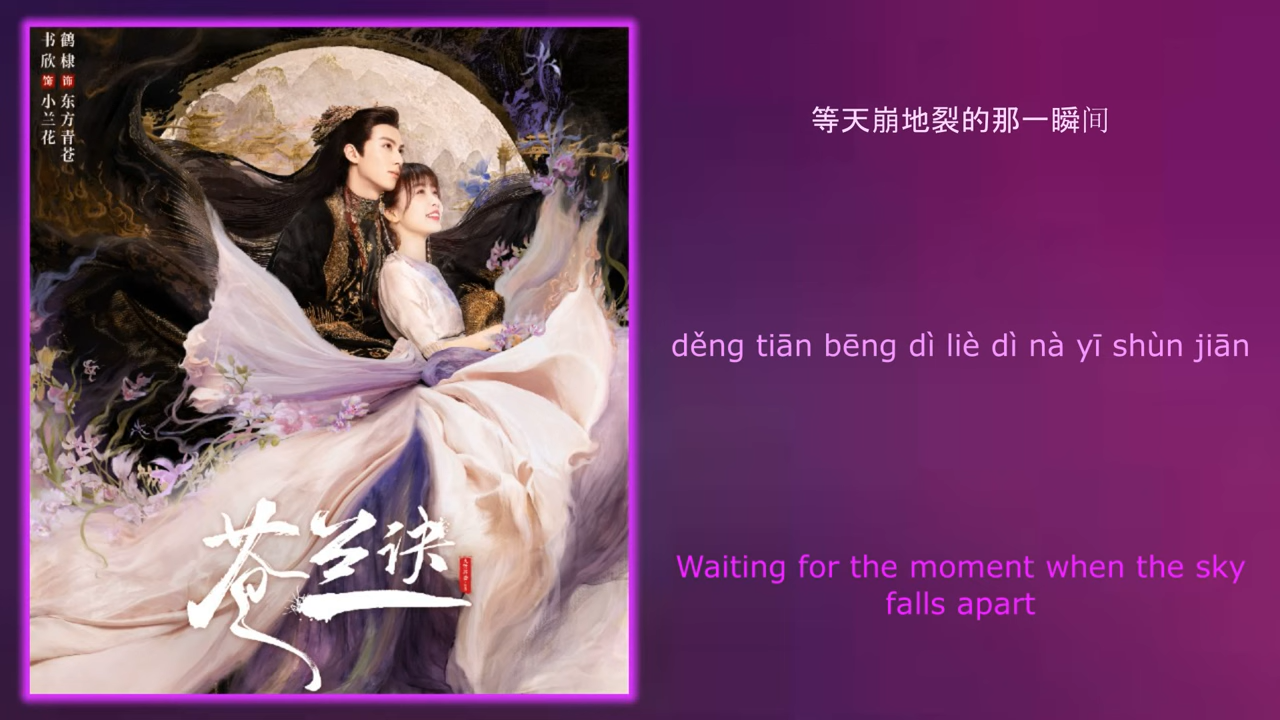 鹤棣 饰 东方青苍
书欣 饰 小兰花
苍兰诀
等天崩地裂的那一瞬间
děng tiān bēng dì liè dì nà yī shùn jiān
Waiting for the moment when the sky
falls apart